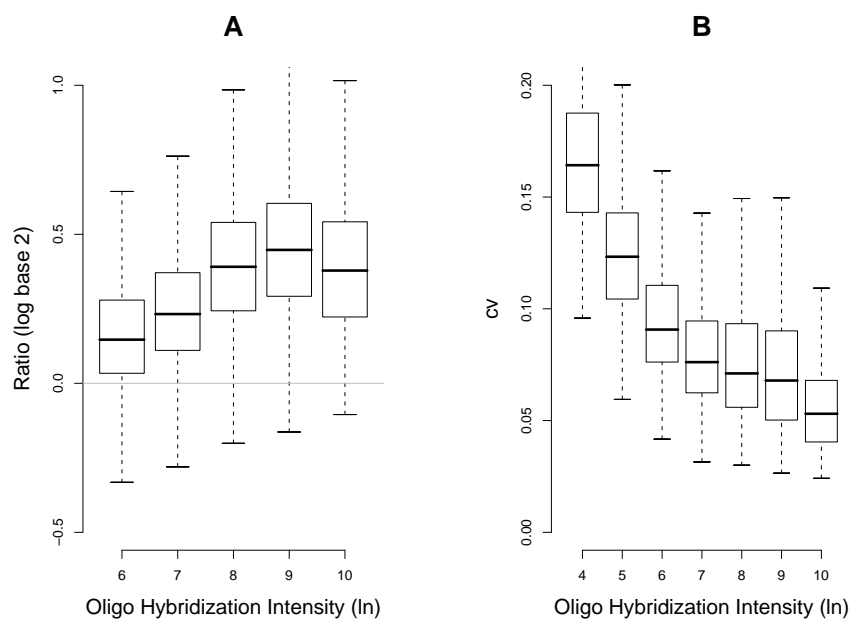 A
Ratio (log base 2)
1.0
0.5
0.0
−0.5
6 7 8 9 10
Oligo Hybridization Intensity (ln)
B
cv
0.20
0.15
0.10
0.05
0.00
4 5 6 7 8 9 10
Oligo Hybridization Intensity (ln)